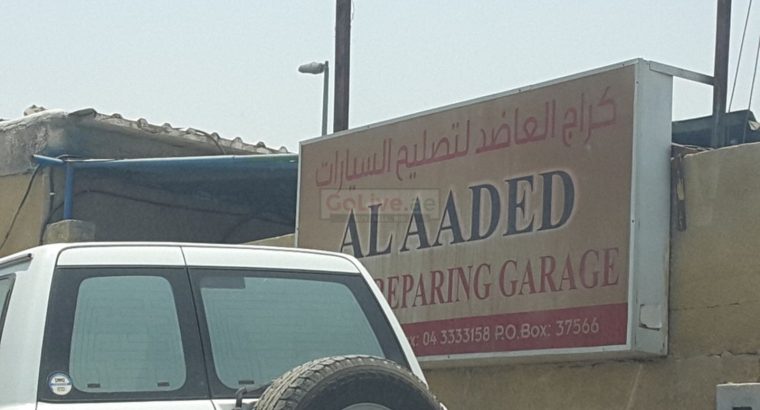 كراج العاضد لتصليح السيارات
GoLive.ae
AL AADED
REPARING GARAGE
04 3333158 P.O.Box: 37566